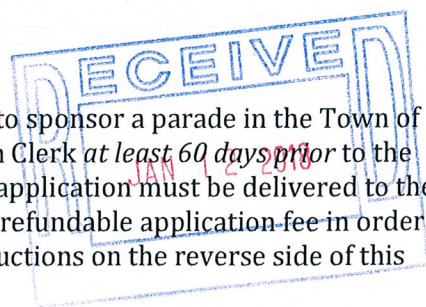 RECEIVED
to sponsor a parade in the Town of
n Clerk at least 60 days prior to the
JAN 12 2018
application must be delivered to the
refundable application fee in order
uctions on the reverse side of this